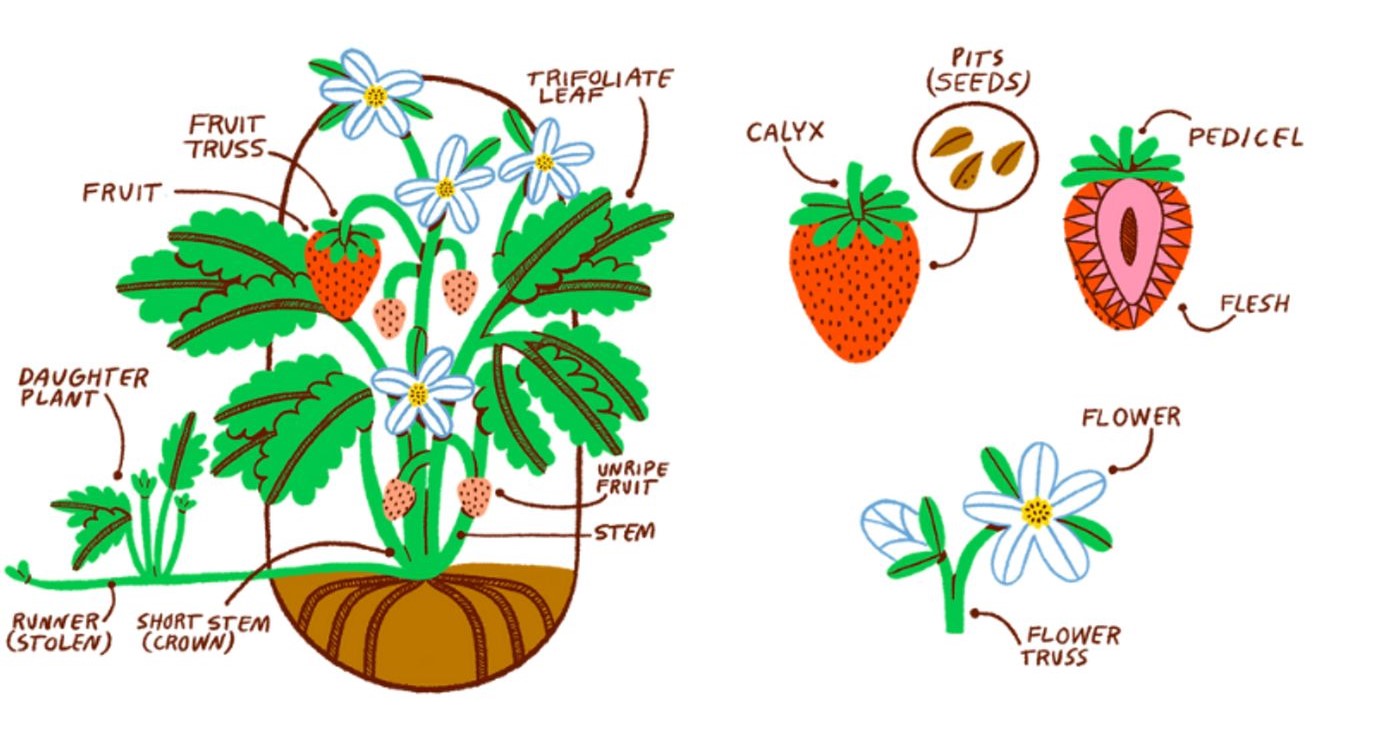 TRIFOLIATE
LEAF
FRUIT
TRUSS
FRUIT
DAUGHTER
PLANT
UNRIPE
FRUIT
STEM
RUNNER
(STOLEN)
SHORT STEM
(CROWN)
PITS
(SEEDS)
CALYX
PEDICEL
FLESH
FLOWER
FLOWER
TRUSS